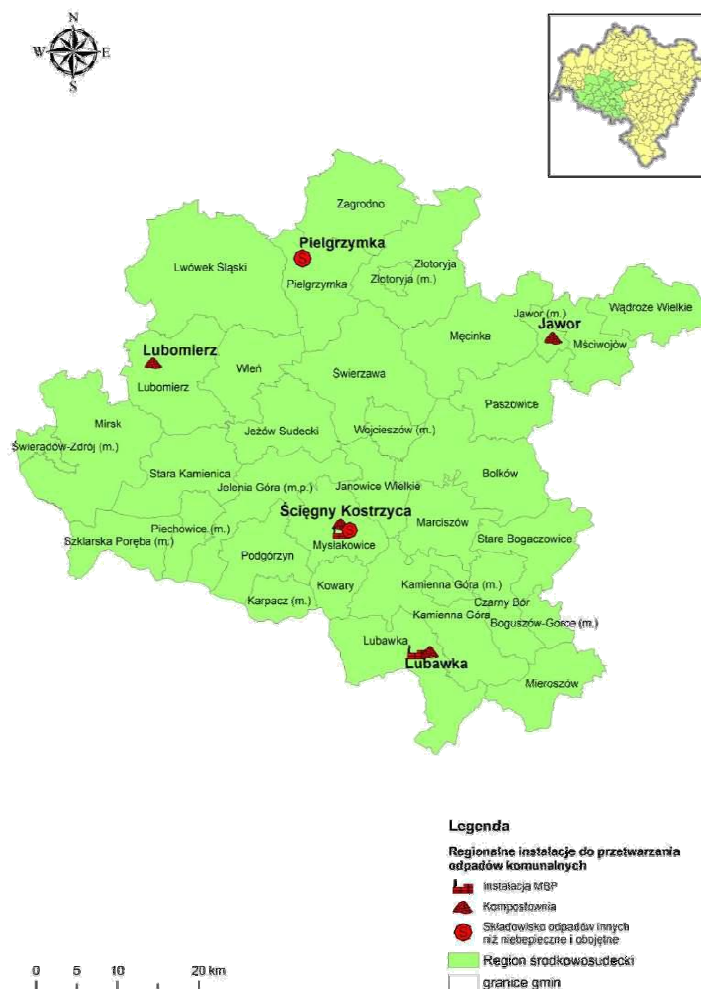 N
W E
S
Zagrodno
Pielgrzymka
S
Złotoryja
Lwówek Śląski
Złotoryja (m.)
Pielgrzymka
Wądroże Wielkie
Jawor (m.)
Jawor
Męcinka
Mściwojów
Lubomierz
Wleń
Świerzawa
Lubomierz
Paszowice
Mirsk
Jeżów Sudecki
Wojcieszów (m.)
Świeradów-Zdrój (m.)
Stara Kamienica
Bolków
Jelenia Góra (m.p.)
Janowice Wielkie
Ścięgny Kostrzyca
Marciszów
Piechowice (m.)
S
Szklarska Poręba (m.)
Stare Bogaczowice
Mysłakowice
Podgórzyn
Kowary
Kamienna Góra (m.)
Karpacz (m.)
Czarny Bór
Kamienna Góra
Boguszów-Gorce (m.)
Lubawka
Lubawka
Mieroszów
Legenda
Regionalne instalacje do przetwarzania
odpadów komunalnych
Instalacja MBP
Kompostownia
S
Składowisko odpadów innych
niż niebepieczne i obojętne
Region środkowosudecki
granice gmin
0 5 10 20 km